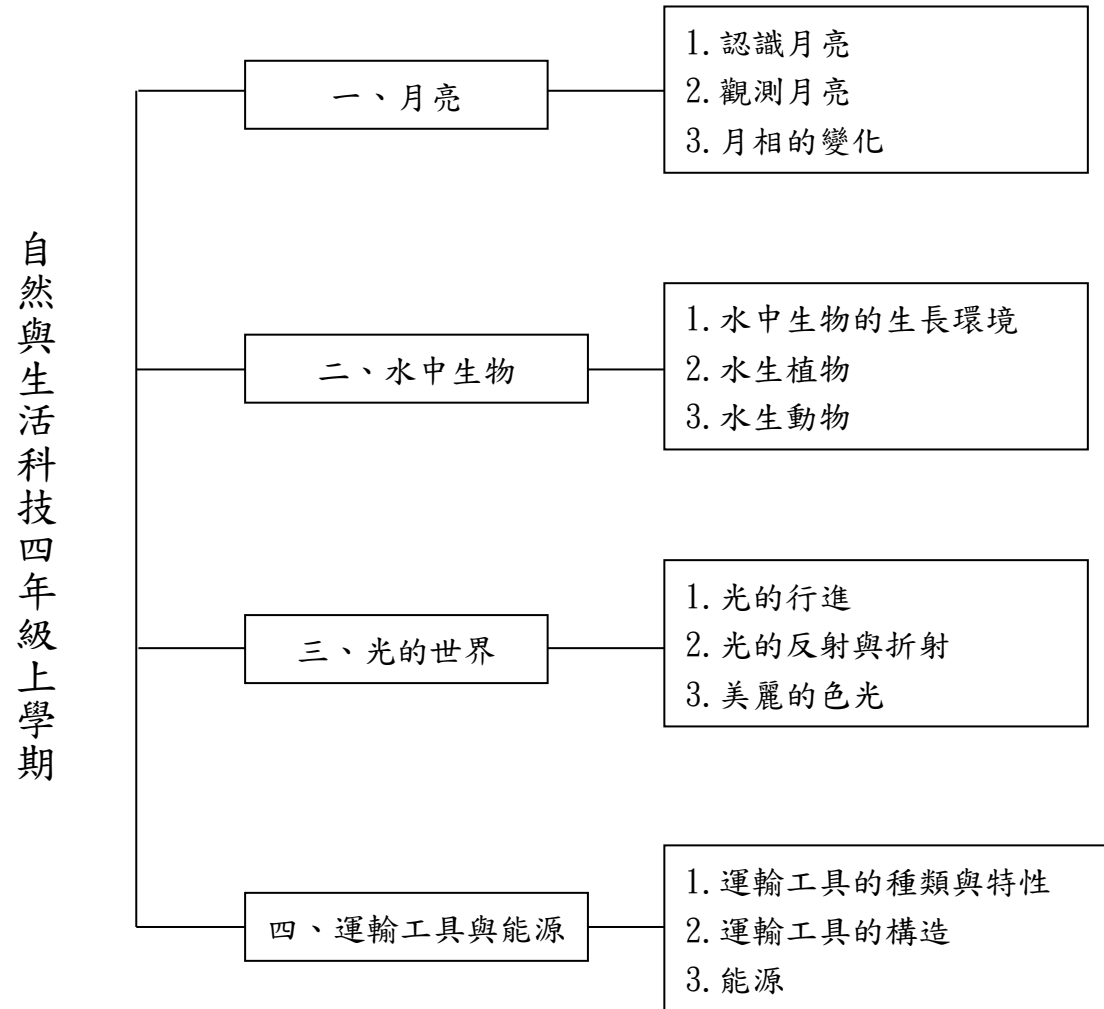 自然與生活科技四年級上學期
一、月亮
1.認識月亮
2.觀測月亮
3.月相的變化
二、水中生物
1.水中生物的生長環境
2.水生植物
3.水生動物
三、光的世界
1.光的行進
2.光的反射與折射
3.美麗的色光
四、運輸工具與能源
1.運輸工具的種類與特性
2.運輸工具的構造
3.能源